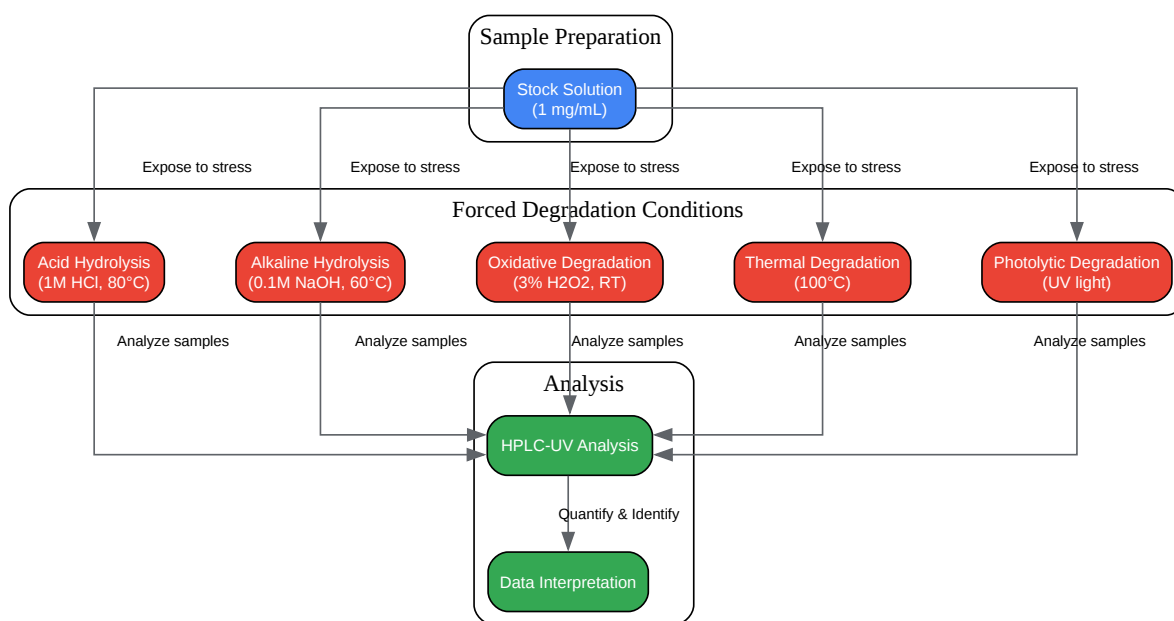 Sample Preparation
Stock Solution
(1 mg/mL)
Expose to stress
Expose to stress
Expose to stress
Expose to stress
Expose to stress
Forced Degradation Conditions
Acid Hydrolysis
(1M HCl, 80°C)
Alkaline Hydrolysis
(0.1M NaOH, 60°C)
Oxidative Degradation
(3% H2O2, RT)
Thermal Degradation
(100°C)
Photolytic Degradation
(UV light)
Analyze samples
Analyze samples
Analyze samples
Analyze samples
Analyze samples
Analysis
HPLC-UV Analysis
Quantify & Identify
Data Interpretation